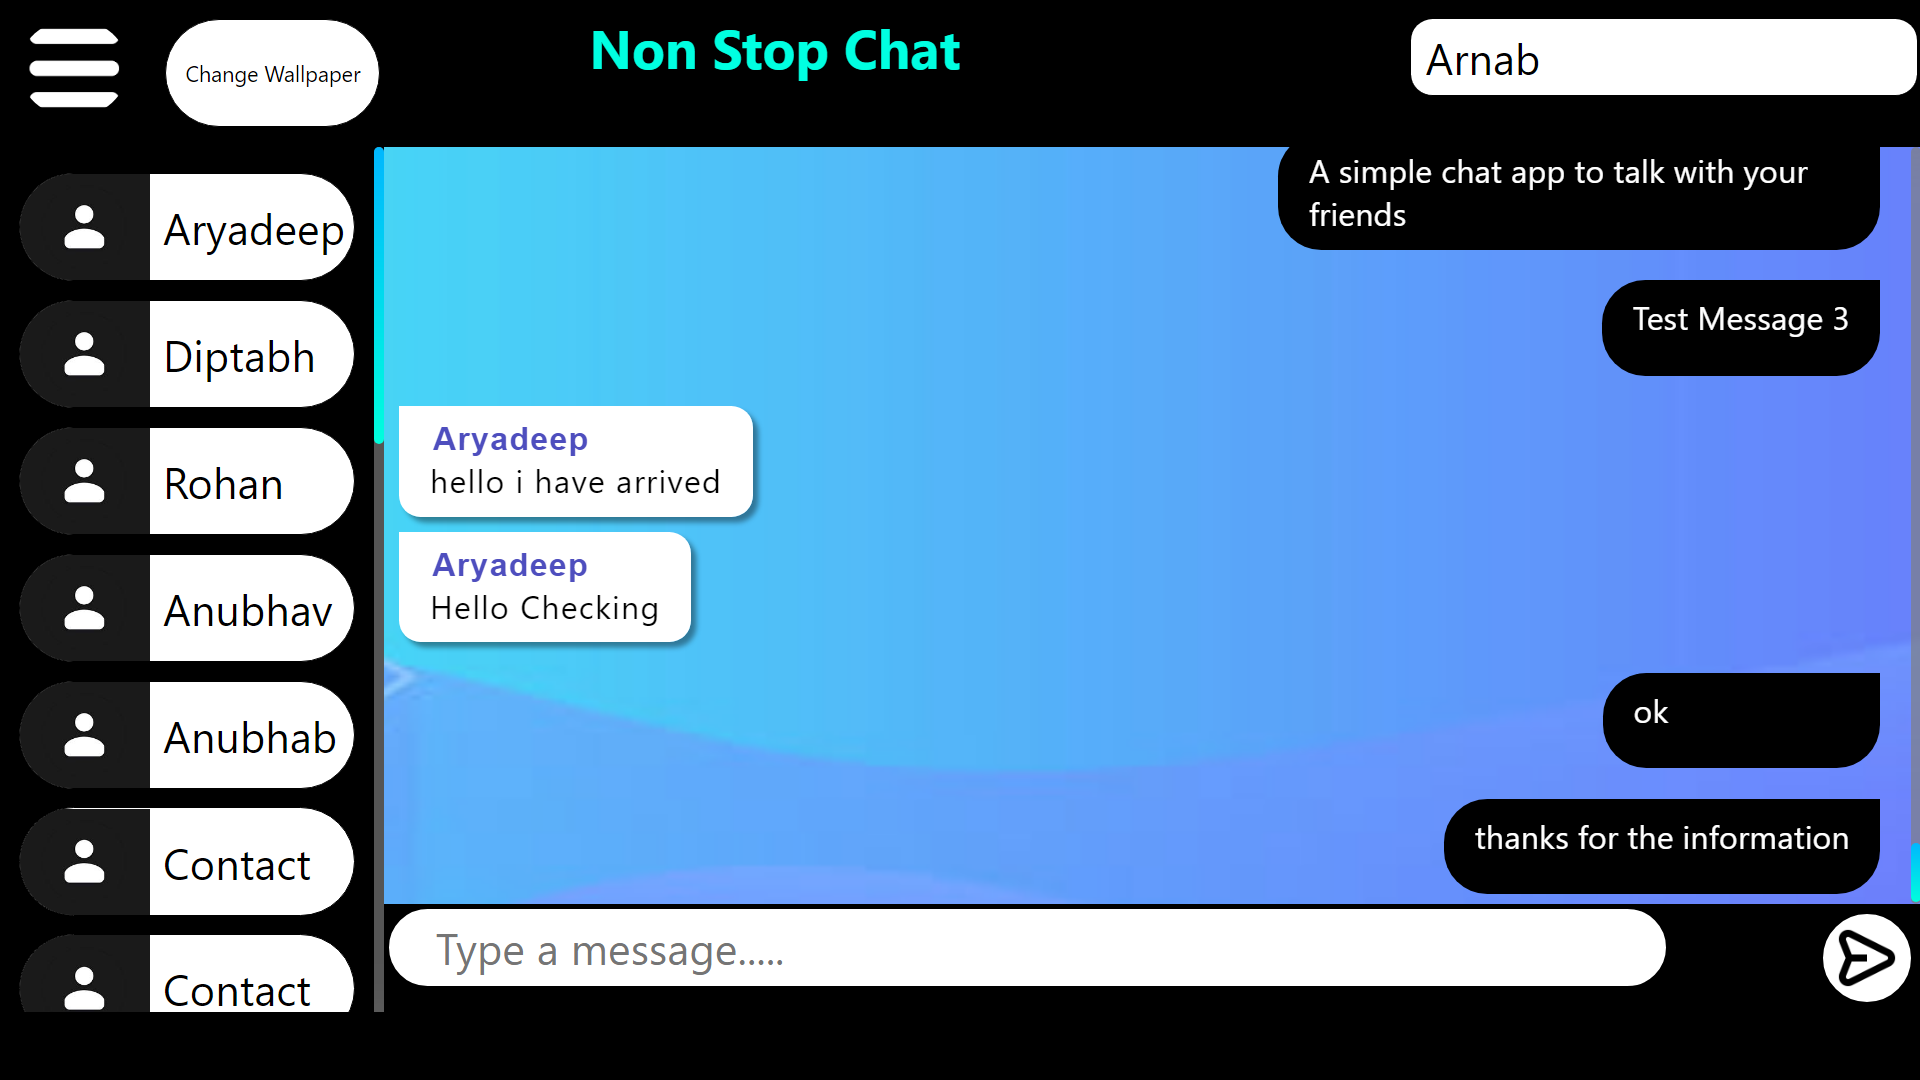 Change Wallpaper
Non Stop Chat
Arnab
Aryadeep
Diptabh
Rohan
Anubhav
Anubhab
Contact
Contact
A simple chat app to talk with your
friends
Test Message 3
Aryadeep
hello i have arrived
Aryadeep
Hello Checking
ok
thanks for the information
Type a message.....